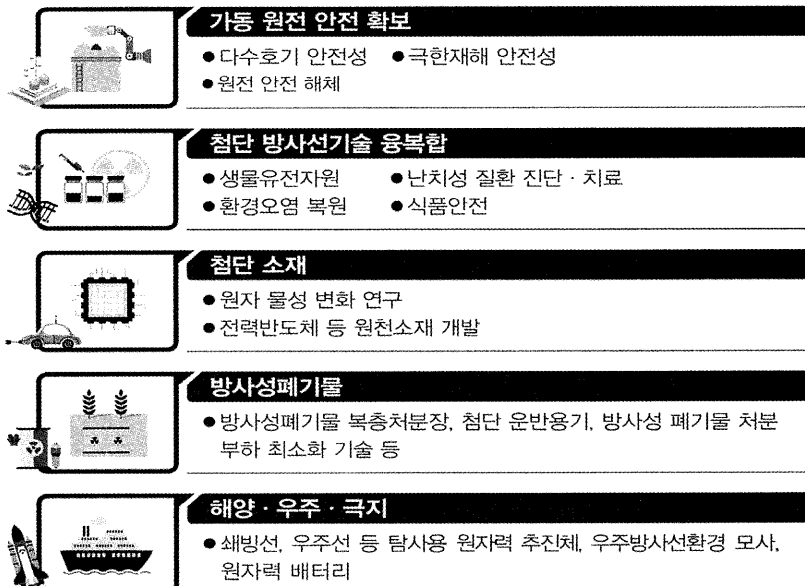 가동 원전 안전 확보
● 다수호기 안전성 ● 극한재해 안전성
● 원전 안전 해체
첨단 방사선기술 융복합
● 생물유전자원 ● 난치성 질환 진단 · 치료
● 환경오염 복원 ● 식품안전
첨단 소재
● 원자 물성 변화 연구
● 전력반도체 등 원천소재 개발
방사성폐기물
● 방사성폐기물 복층처분장, 첨단 운반용기, 방사성 폐기물 처분
부하 최소화 기술 등
해양 · 우주 · 극지
● 쇄빙선, 우주선 등 탐사용 원자력 추진체, 우주방사선환경 모사,
원자력 배터리